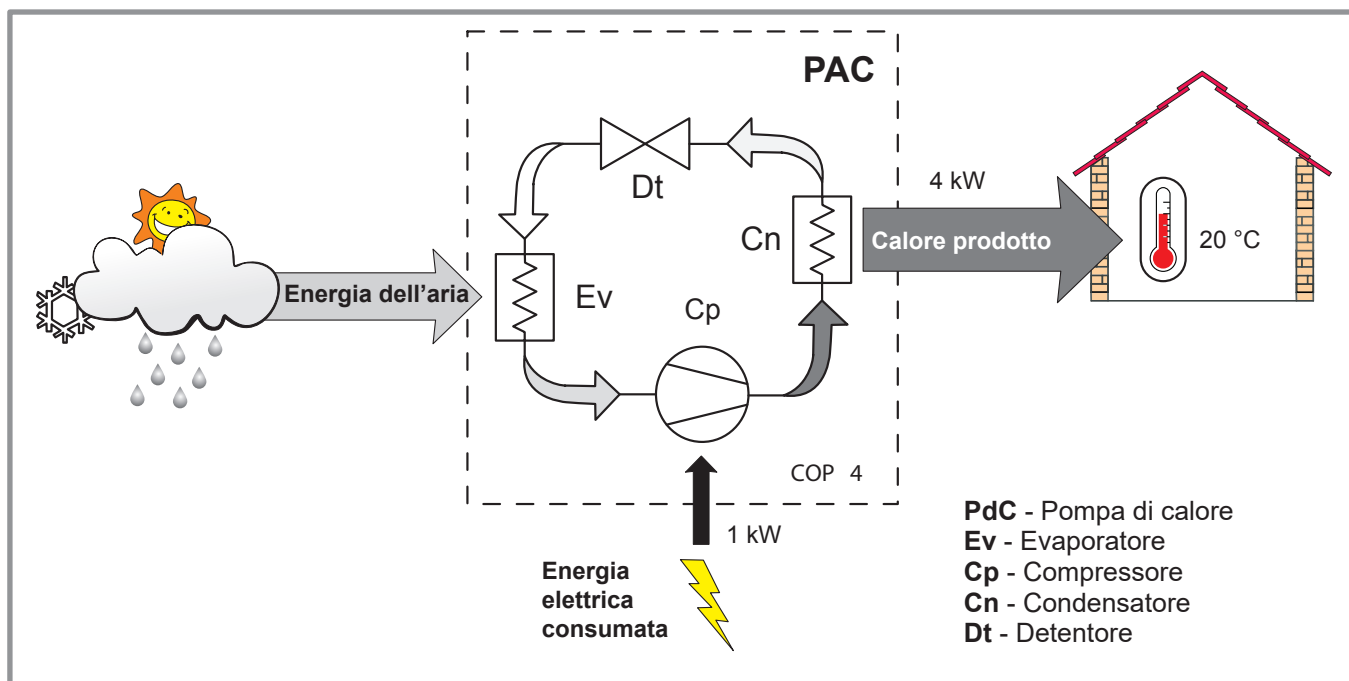 PAC
Dt
4 kW
Cn
Calore prodotto
20 °C
Energia dell'aria
Ev
Cp
COP 4
1 kW
Energia
elettrica
consumata
PdC - Pompa di calore
Ev - Evaporatore
Cp - Compressore
Cn - Condensatore
Dt - Detentore